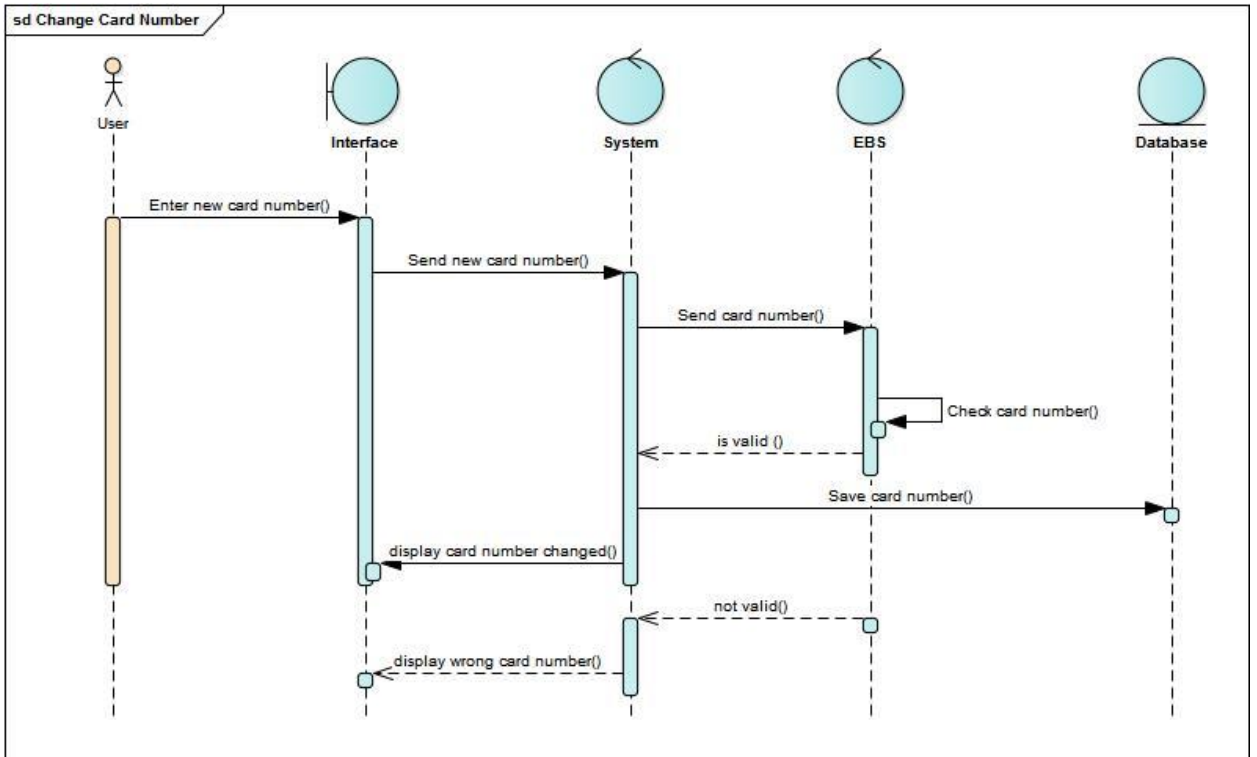 sd Change Card Number
User
Interface
System
EBS
Database
Enter new card number()
Send new card number()
Send card number()
Check card number()
is valid ()
Save card number()
display card number changed()
not valid()
display wrong card number()